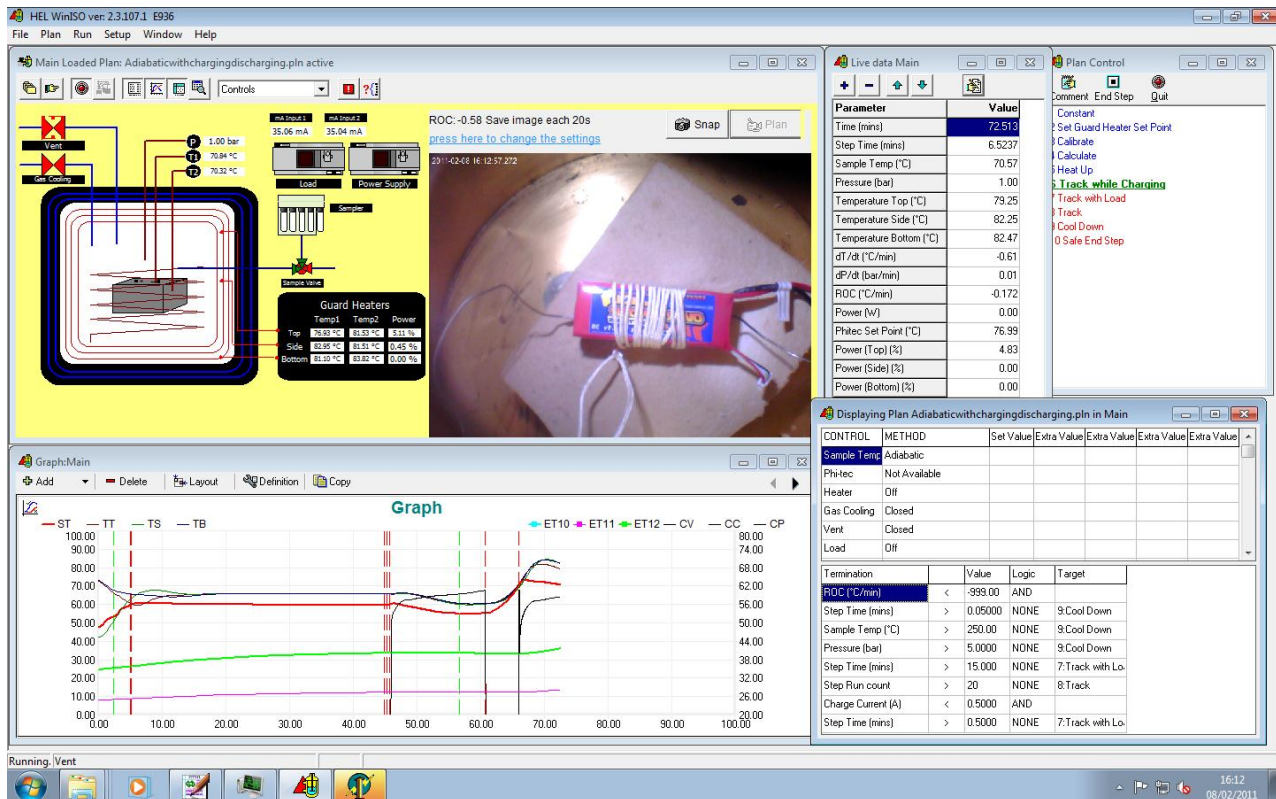 HEL WinISO ver: 2.3.107.1 E936
File Plan Run Setup Window Help
Main Loaded Plan: Adiabaticwithchargingdischarging.pln active
Controls
Vent
Gas Cooling
P 1.00 bar
T1 70.84 °C
T2 70.32 °C
mA Input 1 mA Input 2
35.06 mA 35.04 mA
Load Power Supply
Sampler
Sample Valve
Guard Heaters
Temp1 Temp2 Power
Top 76.93 °C 81.53 °C 5.11 %
Side 82.95 °C 81.51 °C 0.45 %
Bottom 81.10 °C 83.82 °C 0.00 %
ROC: -0.58 Save image each 20s
press here to change the settings
Snap Plan
2011-02-08 16:12:57.272
Live data Main
Parameter Value
Time (mins) 72.513
Step Time (mins) 6.5237
Sample Temp (°C) 70.57
Pressure (bar) 1.00
Temperature Top (°C) 79.25
Temperature Side (°C) 82.25
Temperature Bottom (°C) 82.47
dT/dt (°C/min) -0.61
dP/dt (bar/min) 0.01
ROC (°C/min) -0.172
Power (W) 0.00
Philtec Set Point (°C) 76.99
Power (Top) (%) 4.83
Power (Side) (%) 0.00
Power (Bottom) (%) 0.00
Plan Control
Comment End Step Quit
Constant
2 Set Guard Heater Set Point
3 Calibrate
4 Calculate
5 Heat Up
6 Track while Charging
7 Track with Load
8 Track
9 Cool Down
10 Safe End Step
Graph:Main
Add Delete Layout Definition Copy
Graph
ST TT TS TB
ET10 ET11 ET12 CV CC CP
100.00 80.00
90.00 74.00
80.00 68.00
70.00 62.00
60.00 56.00
50.00 50.00
40.00 44.00
30.00 38.00
20.00 32.00
10.00 26.00
0.00 20.00
0.00 10.00 20.00 30.00 40.00 50.00 60.00 70.00 80.00 90.00 100.00
Displaying Plan Adiabaticwithchargingdischarging.pln in Main
CONTROL METHOD Set Value Extra Value Extra Value Extra Value Extra Value
Sample Temp Adiabatic
Phi-tec Not Available
Heater Off
Gas Cooling Closed
Vent Closed
Load Off
Termination Value Logic Target
ROC (°C/min) < -999.00 AND
Step Time (mins) > 0.05000 NONE 9:Cool Down
Sample Temp (°C) > 250.00 NONE 9:Cool Down
Pressure (bar) > 5.0000 NONE 9:Cool Down
Step Time (mins) > 15.000 NONE 7:Track with Lo
Step Run count > 20 NONE 8:Track
Charge Current (A) < 0.5000 AND
Step Time (mins) > 0.5000 NONE 7:Track with Lo
Running. Vent
16:12
08/02/2011